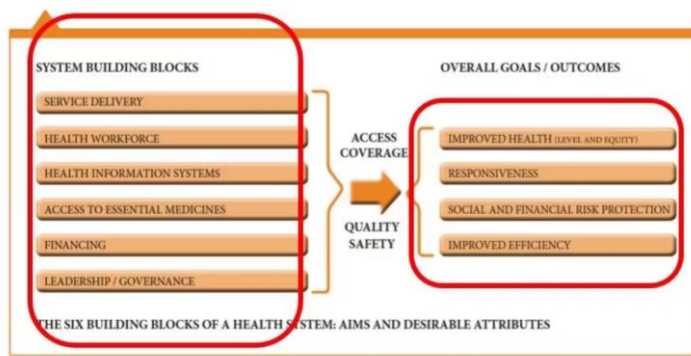 SYSTEM BUILDING BLOCKS
SERVICE DELIVERY
HEALTH WORKFORCE
HEALTH INFORMATION SYSTEMS
ACCESS TO ESSENTIAL MEDICINES
FINANCING
LEADERSHIP / GOVERNANCE
ACCESS
COVERAGE
QUALITY
SAFETY
OVERALL GOALS / OUTCOMES
IMPROVED HEALTH (LEVEL AND EQUITY)
RESPONSIVENESS
SOCIAL AND FINANCIAL RISK PROTECTION
IMPROVED EFFICIENCY
THE SIX BUILDING BLOCKS OF A HEALTH SYSTEM: AIMS AND DESIRABLE ATTRIBUTES